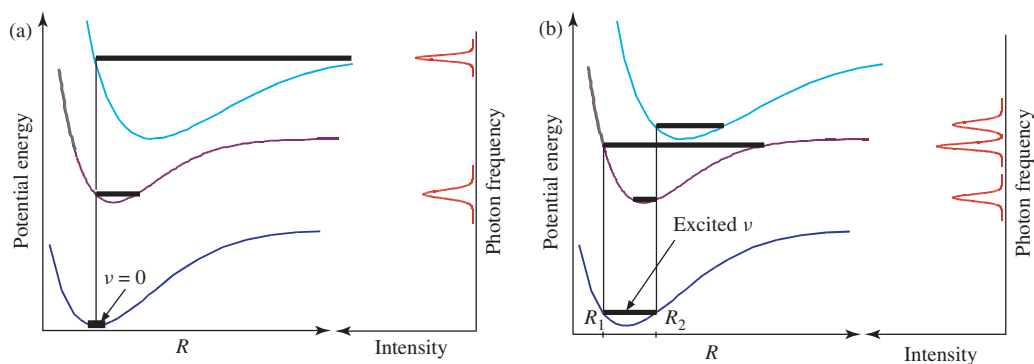 (a)
Potential energy
ν = 0
R
Intensity
Photon frequency
(b)
Potential energy
Excited ν
R1
R2
R
Intensity
Photon frequency